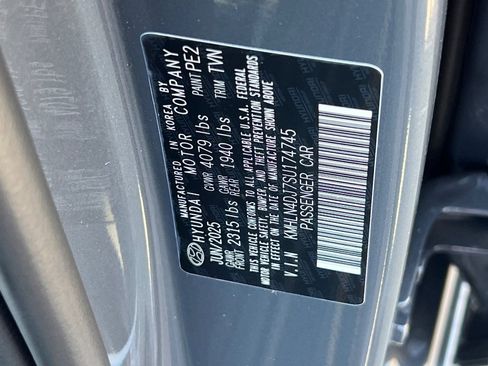 MANUFACTURED IN KOREA BY
HYUNDAI MOTOR COMPANY
JUN/2025 GVWR 4079 lbs PAINT PE2
GAWR FRONT 2315 lbs GAWR REAR 1940 lbs TRIM TVN
THIS VEHICLE CONFORMS TO ALL APPLICABLE U.S.A. FEDERAL
MOTOR VEHICLE SAFETY AND THEFT PREVENTION STANDARDS
IN EFFECT ON THE DATE OF MANUFACTURE SHOWN ABOVE
V.I.N KMHLN4DJ7SU174745
PASSENGER CAR